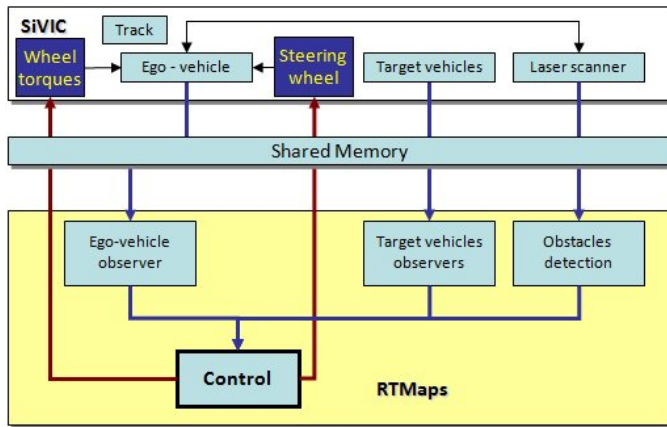 SiVIC
Track
Wheel
torques
Ego - vehicle
Steering
wheel
Target vehicles
Laser scanner
Shared Memory
Ego-vehicle
observer
Target vehicles
observers
Obstacles
detection
Control
RTMaps